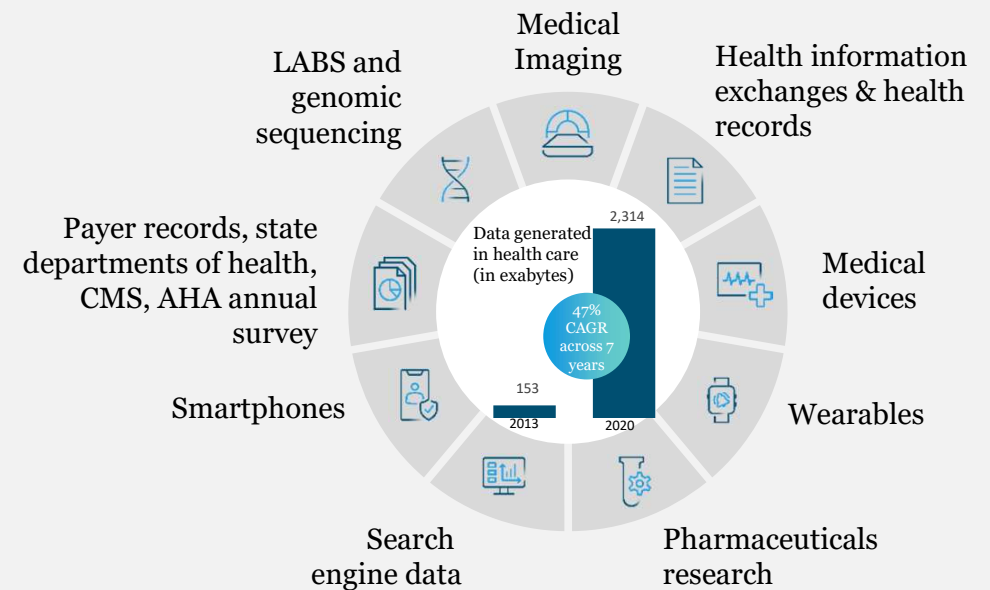 Medical
Imaging
Health information
exchanges & health
records
LABS and
genomic
sequencing
Payer records, state
departments of health,
CMS, AHA annual
survey
Data generated
in health care
(in exabytes)
2,314
47%
CAGR
across 7
years
153
2013
2020
Medical
devices
Smartphones
Wearables
Search
engine data
Pharmaceuticals
research